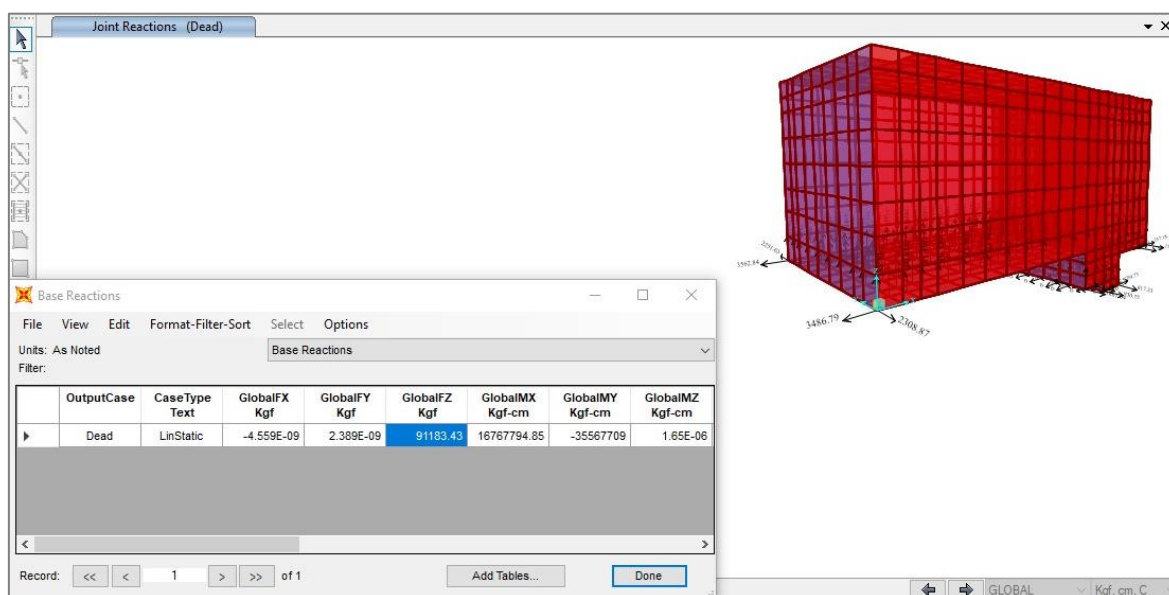 Joint Reactions (Dead)
3562.84
3486.79
2308.87
Base Reactions
File View Edit Format-Filter-Sort Select Options
Units: As Noted
Base Reactions
Filter:
OutputCase CaseType Text GlobalFX Kgf GlobalFY Kgf GlobalFZ Kgf GlobalMX Kgf-cm GlobalMY Kgf-cm GlobalMZ Kgf-cm
Dead LinStatic -4.559E-09 2.389E-09 91183.43 16767794.85 -35567709 1.65E-06
Record: << < 1 > >> of 1 Add Tables... Done
GLOBAL Kgf, cm, C